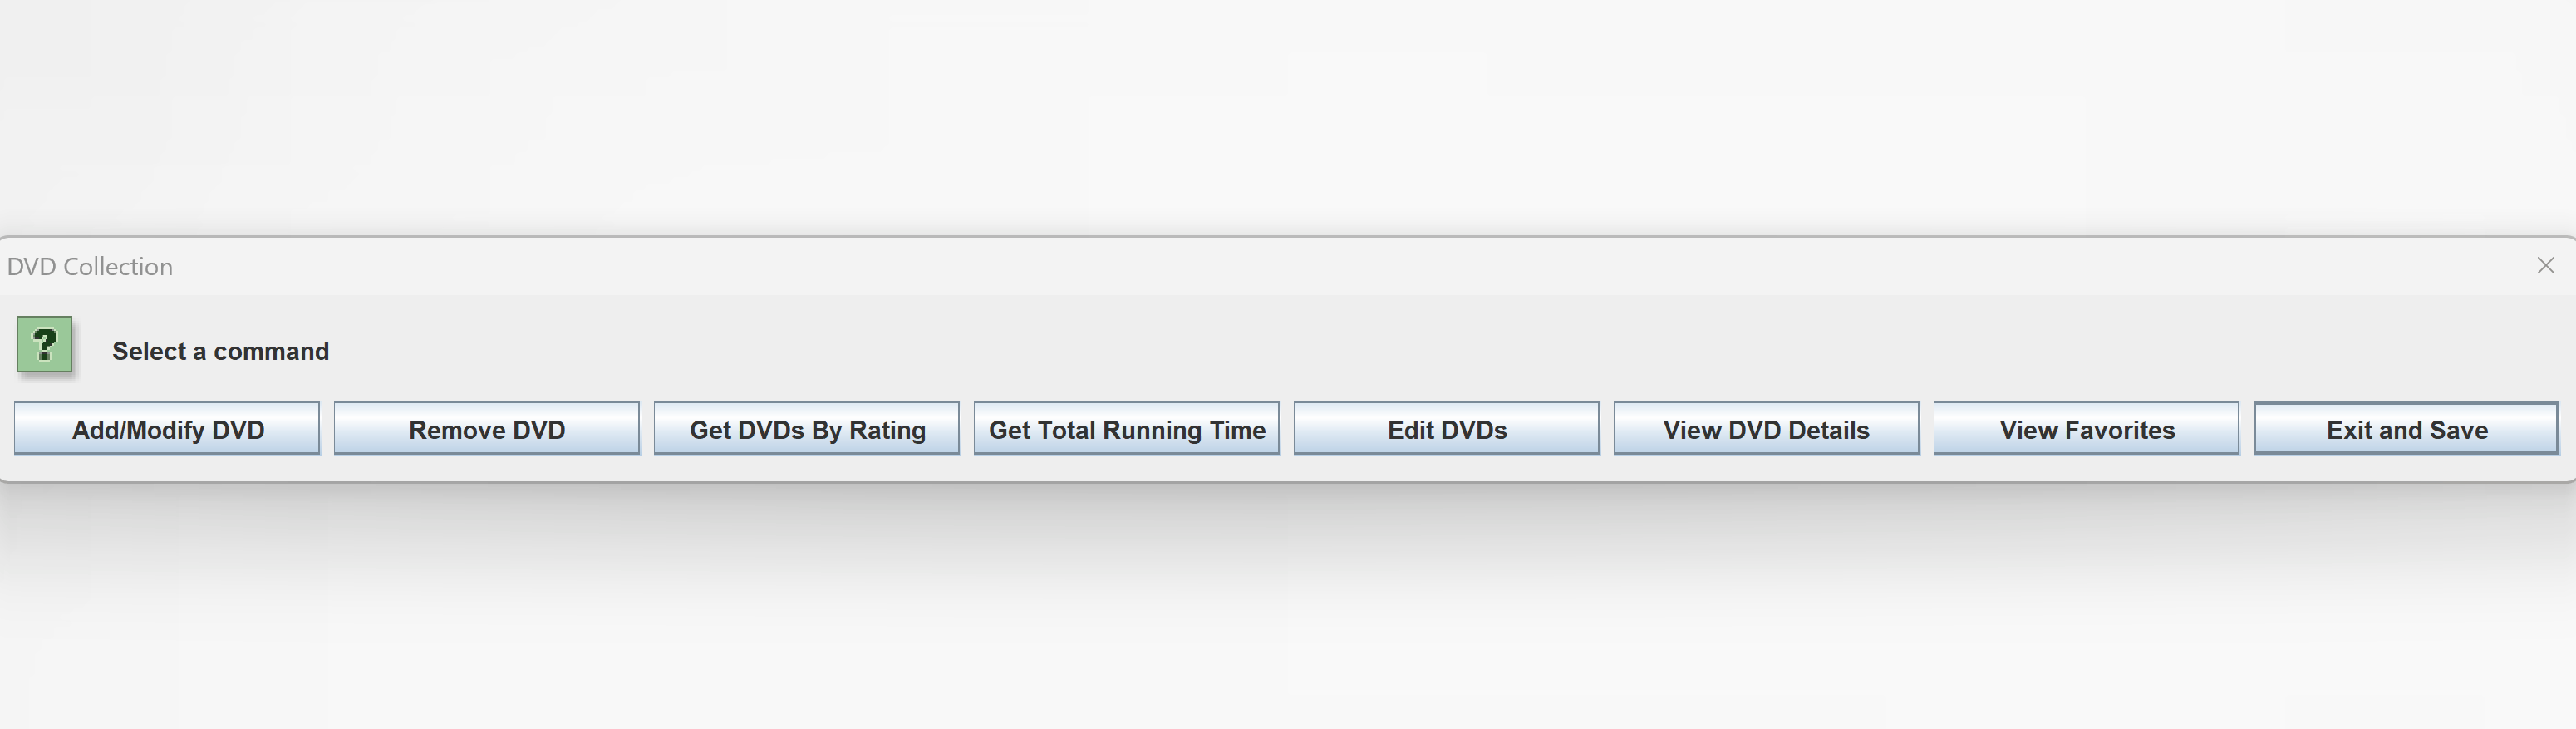 DVD Collection
?
Select a command
Add/Modify DVD Remove DVD Get DVDs By Rating Get Total Running Time Edit DVDs View DVD Details View Favorites Exit and Save